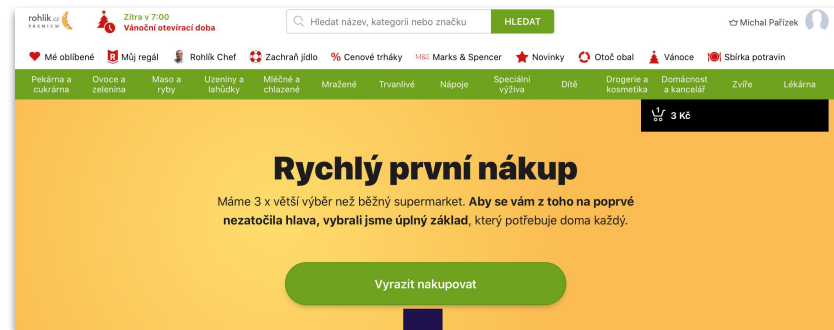 rohlik.cz
PREMIUM
Zítra v 7:00
Vánoční otevírací doba
Hledat název, kategorii nebo značku
HLEDAT
Michal Pařízek
Mé oblíbené
Můj regál
Rohlík Chef
Zachraň jídlo
% Cenové trháky
M&S Marks & Spencer
Novinky
Otoč obal
Vánoce
Sbírka potravin
Pekárna a
cukrárna
Ovoce a
zelenina
Maso a
ryby
Uzeniny a
lahůdky
Mléčné a
chlazené
Mražené
Trvanlivé
Nápoje
Speciální
výživa
Dítě
Drogerie a
kosmetika
Domácnost
a kancelář
Zvíře
Lékárna
1
3 Kč
Rychlý první nákup
Máme 3 x větší výběr než běžný supermarket. Aby se vám z toho na poprvé
nezatočila hlava, vybrali jsme úplný základ, který potřebuje doma každý.
Vyrazit nakupovat